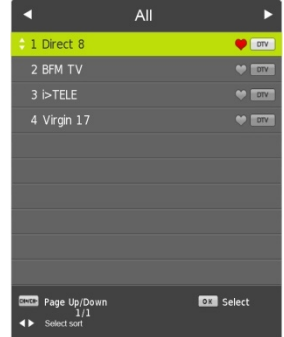 All
1 Direct 8 DTV
2 BFM TV DTV
3 i>TELE DTV
4 Virgin 17 DTV
Page Up/Down OK Select
1/1
Select sort